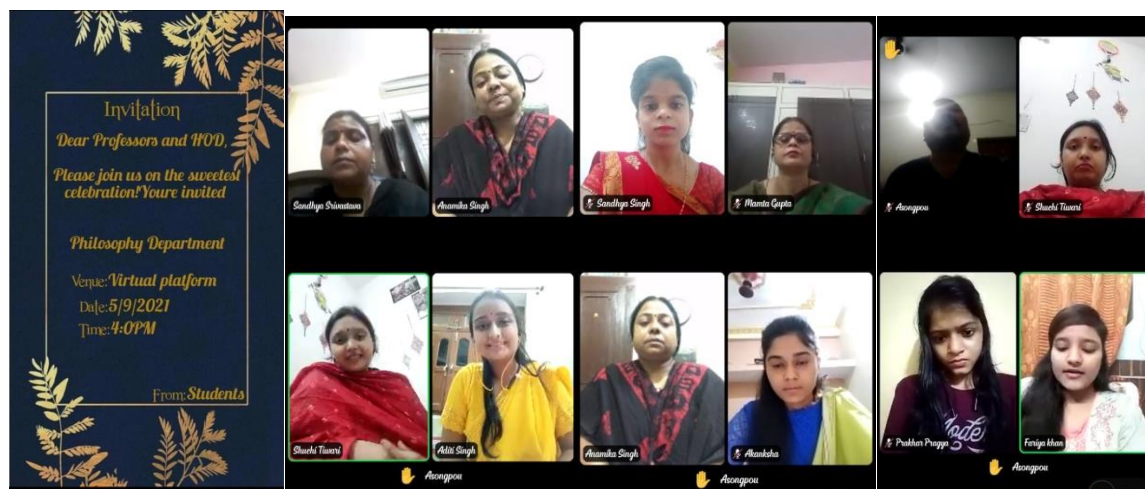 Invitation
Dear Professors and HOD,
Please join us on the sweetest
celebration!Youre invited
Philosophy Department
Venue:Virtual platform
Date:5/9/2021
Time:4:0PM
From:Students
Sandhya Srivastava
Anamika Singh
Sandhya Singh
Mamta Gupta
Asongpou
Shuchi Tiwari
Shuchi Tiwari
Aditi Singh
Anamika Singh
Akanksha
Prakhar Pragya
Fariya khan
Asongpou
Asongpou
Asongpou